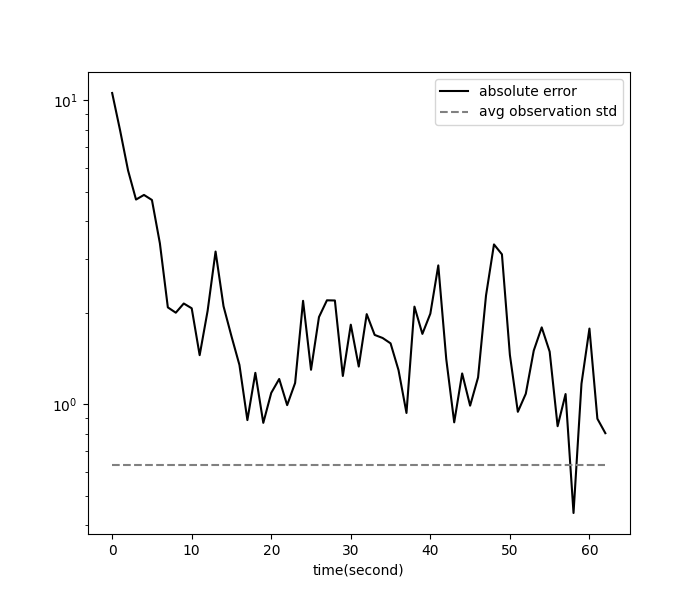 absolute error
avg observation std
10¹
10⁰
0 10 20 30 40 50 60
time(second)